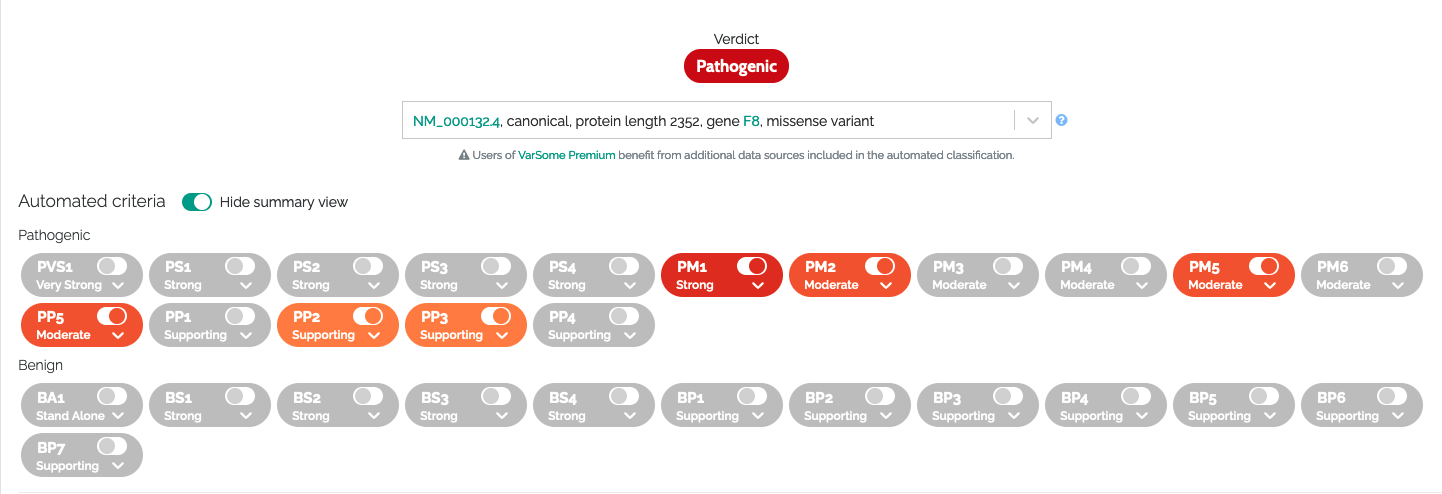 Verdict
Pathogenic
NM_000132.4, canonical, protein length 2352, gene F8, missense variant
Users of VarSome Premium benefit from additional data sources included in the automated classification.
Automated criteria Hide summary view
Pathogenic
PVS1 PS1 PS2 PS3 PS4 PM1 PM2 PM3 PM4 PM5 PM6
Very Strong Strong Strong Strong Strong Strong Moderate Moderate Moderate Moderate Moderate
PP5 PP1 PP2 PP3 PP4
Moderate Supporting Supporting Supporting Supporting
Benign
BA1 BS1 BS2 BS3 BS4 BP1 BP2 BP3 BP4 BP5 BP6
Stand Alone Strong Strong Strong Strong Supporting Supporting Supporting Supporting Supporting Supporting
BP7
Supporting